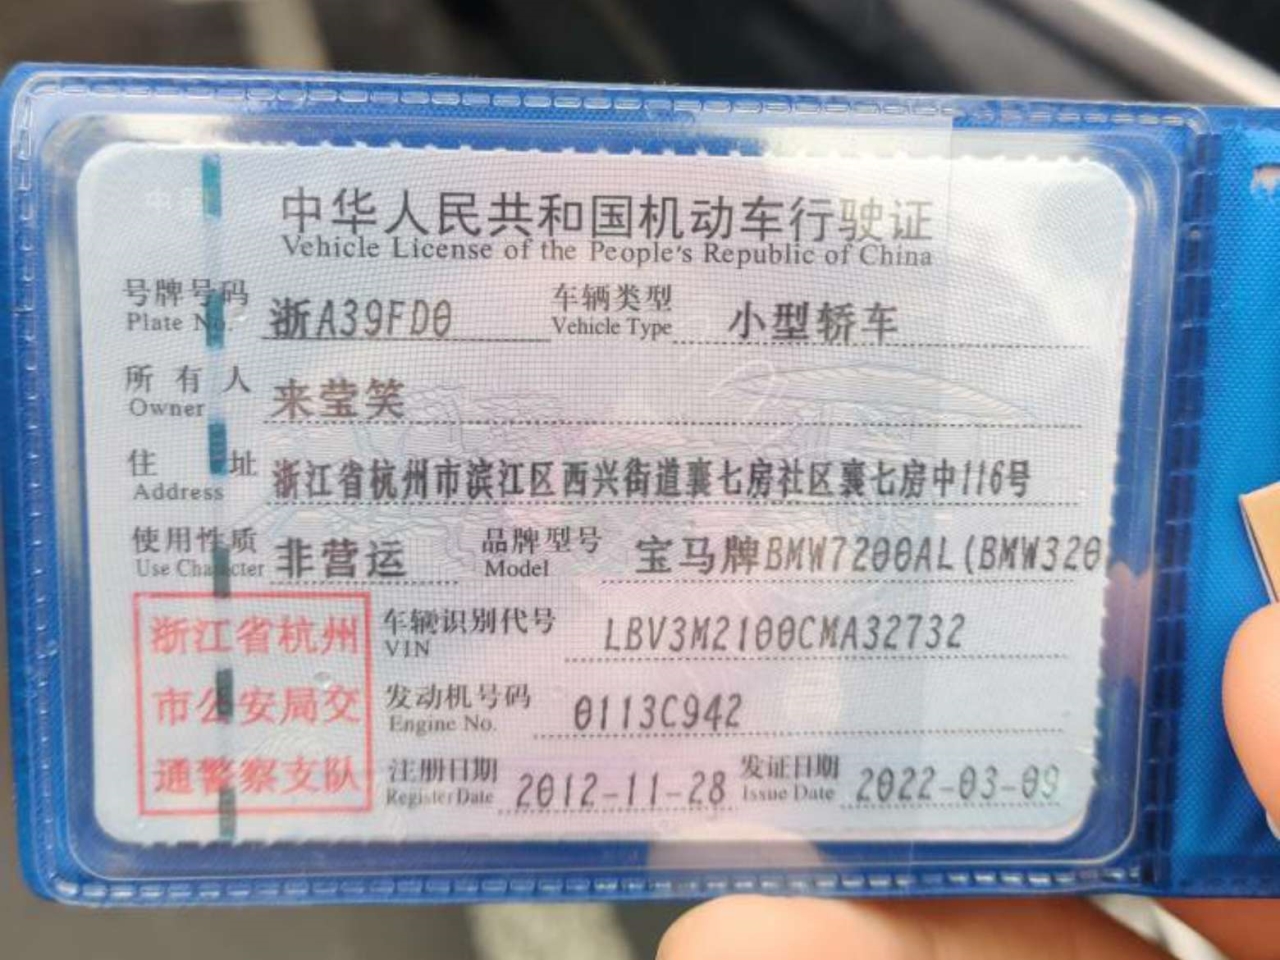 中华人民共和国机动车行驶证
Vehicle License of the People's Republic of China
号牌号码 浙A39FD0 车辆类型 小型轿车
Plate No. Vehicle Type
所有人 来莹笑
Owner
住址 浙江省杭州市滨江区西兴街道襄七房社区襄七房中116号
Address
使用性质 非营运 品牌型号 宝马牌BMW7200AL(BMW320
Use Character Model
浙江省杭州 车辆识别代号 LBV3M2100CMA32732
VIN
市公安局交 发动机号码 0113C942
Engine No.
通警察支队 注册日期 2012-11-28 发证日期 2022-03-09
Register Date Issue Date